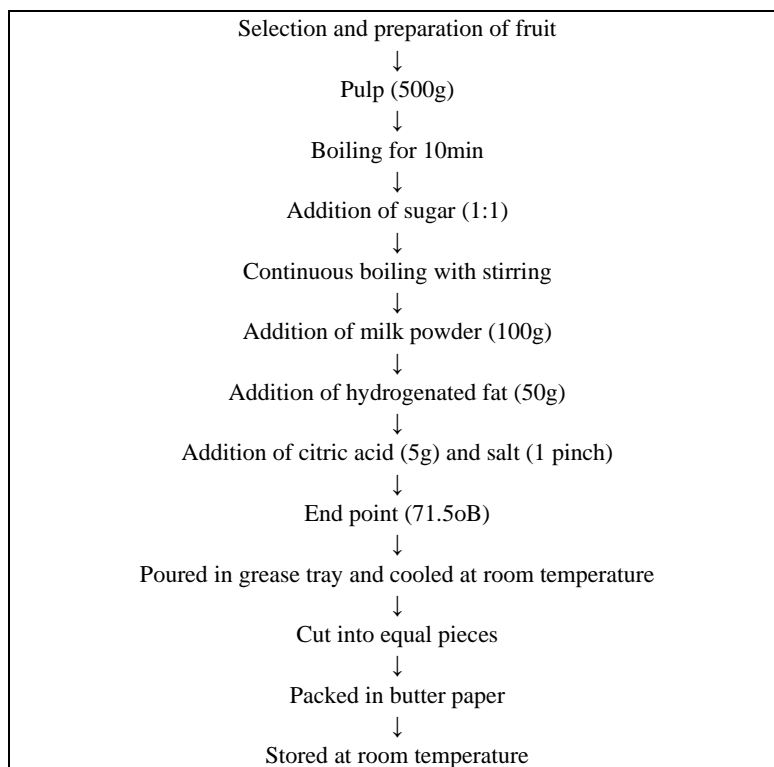 Selection and preparation of fruit
↓
Pulp (500g)
↓
Boiling for 10min
↓
Addition of sugar (1:1)
↓
Continuous boiling with stirring
↓
Addition of milk powder (100g)
↓
Addition of hydrogenated fat (50g)
↓
Addition of citric acid (5g) and salt (1 pinch)
↓
End point (71.5oB)
↓
Poured in grease tray and cooled at room temperature
↓
Cut into equal pieces
↓
Packed in butter paper
↓
Stored at room temperature